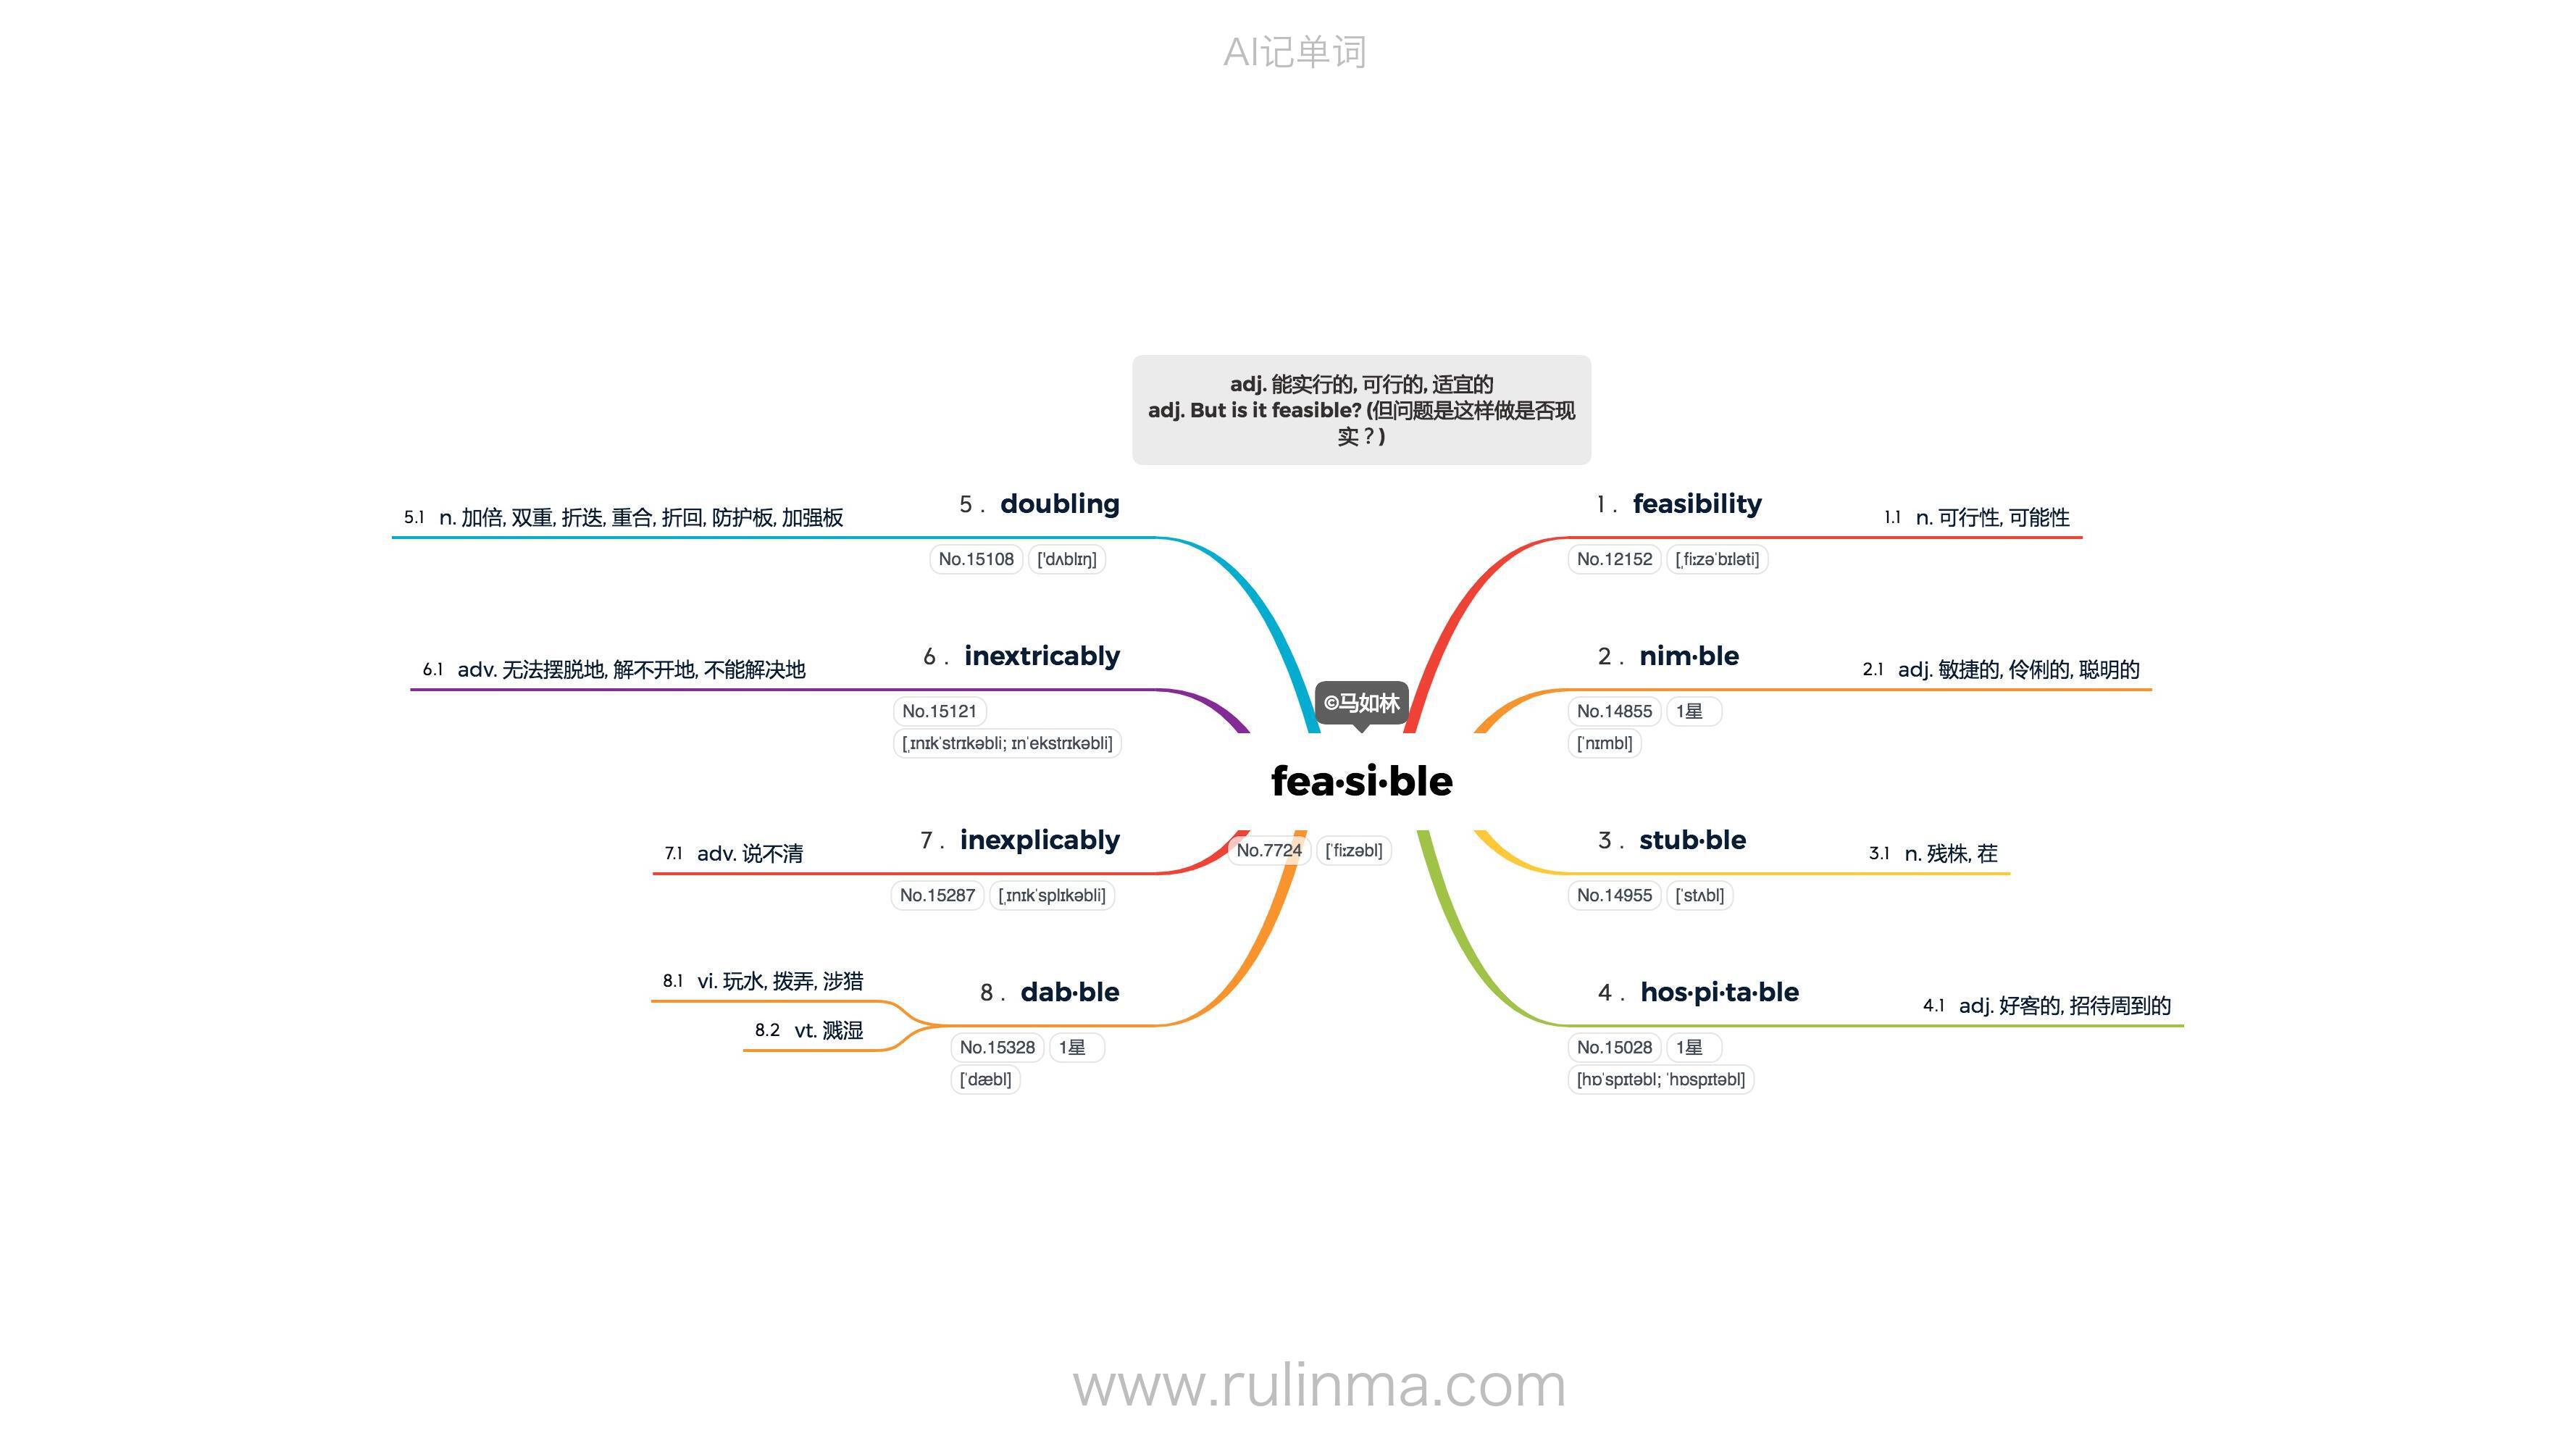 AI记单词
adj. 能实行的, 可行的, 适宜的
adj. But is it feasible? (但问题是这样做是否现
实？)
©马如林
fea·si·ble
No.7724 [ˈfiːzəbl]
1 . feasibility
No.12152 [ˌfiːzəˈbɪləti]
1.1 n. 可行性, 可能性
2 . nim·ble
No.14855 1星
[ˈnɪmbl]
2.1 adj. 敏捷的, 伶俐的, 聪明的
3 . stub·ble
No.14955 [ˈstʌbl]
3.1 n. 残株, 茬
4 . hos·pi·ta·ble
No.15028 1星
[hɒˈspɪtəbl; ˈhɒspɪtəbl]
4.1 adj. 好客的, 招待周到的
5 . doubling
No.15108 ['dʌblɪŋ]
5.1 n. 加倍, 双重, 折迭, 重合, 折回, 防护板, 加强板
6 . inextricably
No.15121
[ˌɪnɪkˈstrɪkəbli; ɪnˈekstrɪkəbli]
6.1 adv. 无法摆脱地, 解不开地, 不能解决地
7 . inexplicably
No.15287 [ˌɪnɪkˈsplɪkəbli]
7.1 adv. 说不清
8 . dab·ble
No.15328 1星
[ˈdæbl]
8.1 vi. 玩水, 拨弄, 涉猎
8.2 vt. 溅湿
www.rulinma.com